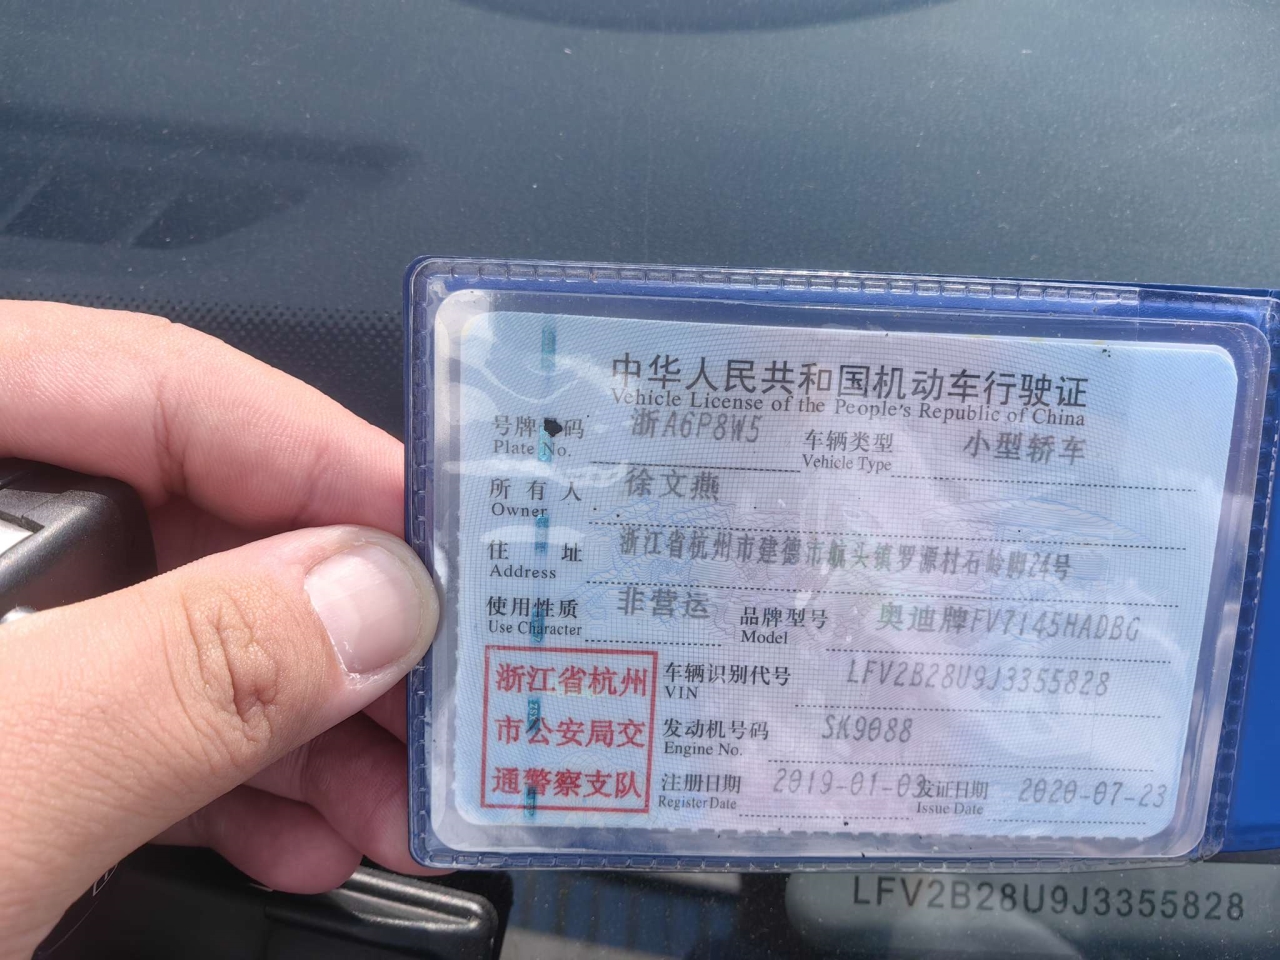 中华人民共和国机动车行驶证
Vehicle License of the People's Republic of China
号牌 码 浙A6P8W5 车辆类型 小型轿车
Plate No. Vehicle Type
所有人 徐文燕
Owner
住址 浙江省杭州市建德市航头镇罗源村石岭脚24号
Address
使用性质 非营运 品牌型号 奥迪牌FV7145HADBG
Use Character Model
浙江省杭州
市公安局交
通警察支队
车辆识别代号 LFV2B28U9J3355828
VIN
发动机号码 SK9088
Engine No.
注册日期 2019-01-03 发证日期 2020-07-23
Register Date Issue Date
LFV2B28U9J3355828